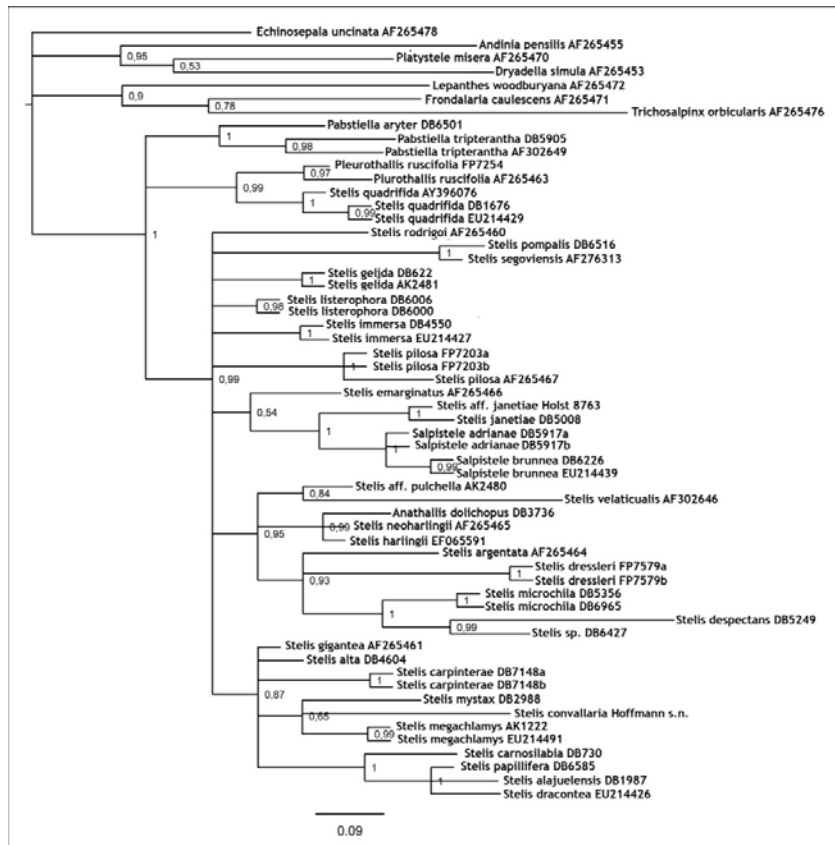 Echinosepala uncinata AF265478
Andinia pensilis AF265455
0,95
Platystele misera AF265470
0,53
Dryadella simula AF265453
Lepanthes woodburyana AF265472
0,9
Frondalaria caulescens AF265471
0,78
Trichosalpinx orbicularis AF265476
Pabstiella aryter DB6501
1
Pabstiella tripterantha DB5905
0,98
Pabstiella tripterantha AF302649
Pleurothallis ruscifolia FP7254
0,97
Plurothallis ruscifolia AF265463
0,99
Stelis quadrifida AY396076
1
Stelis quadrifida DB1676
0,99
Stelis quadrifida EU214429
1
Stelis rodrigoi AF265460
Stelis pompalis DB6516
1
Stelis segoviensis AF276313
Stelis gelida DB622
1
Stelis gelida AK2481
Stelis listerophora DB6006
0,98
Stelis listerophora DB6000
Stelis immersa DB4550
1
Stelis immersa EU214427
Stelis pilosa FP7203a
1
Stelis pilosa FP7203b
Stelis pilosa AF265467
0,99
Stelis emarginatus AF265466
0,54
Stelis aff. janetiae Holst 8763
1
Stelis janetiae DB5008
1
Salpistele adrianae DB5917a
1
Salpistele adrianae DB5917b
Salpistele brunnea DB6226
0,99
Salpistele brunnea EU214439
Stelis aff. pulchella AK2480
0,84
Stelis velaticualis AF302646
0,95
Anathallis dolichopus DB3736
0,99
Stelis neoharlingii AF265465
Stelis harlingii EF065591
Stelis argentata AF265464
0,93
Stelis dressleri FP7579a
1
Stelis dressleri FP7579b
Stelis microchila DB5356
1
Stelis microchila DB6965
1
Stelis despectans DB5249
0,99
Stelis sp. DB6427
Stelis gigantea AF265461
Stelis alta DB4604
0,87
Stelis carpinterae DB7148a
1
Stelis carpinterae DB7148b
Stelis mystax DB2988
0,65
Stelis convallaria Hoffmann s.n.
Stelis megachlamys AK1222
0,99
Stelis megachlamys EU214491
Stelis carnosilabia DB730
1
Stelis papillifera DB6585
1
Stelis alajuelensis DB1987
Stelis dracontea EU214426
0.09